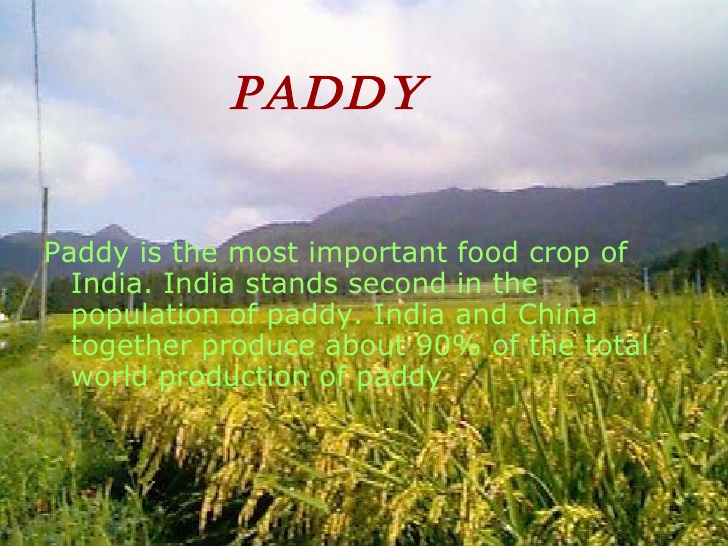 PADDY
Paddy is the most important food crop of
India. India stands second in the
population of paddy. India and China
together produce about 90% of the total
world production of paddy